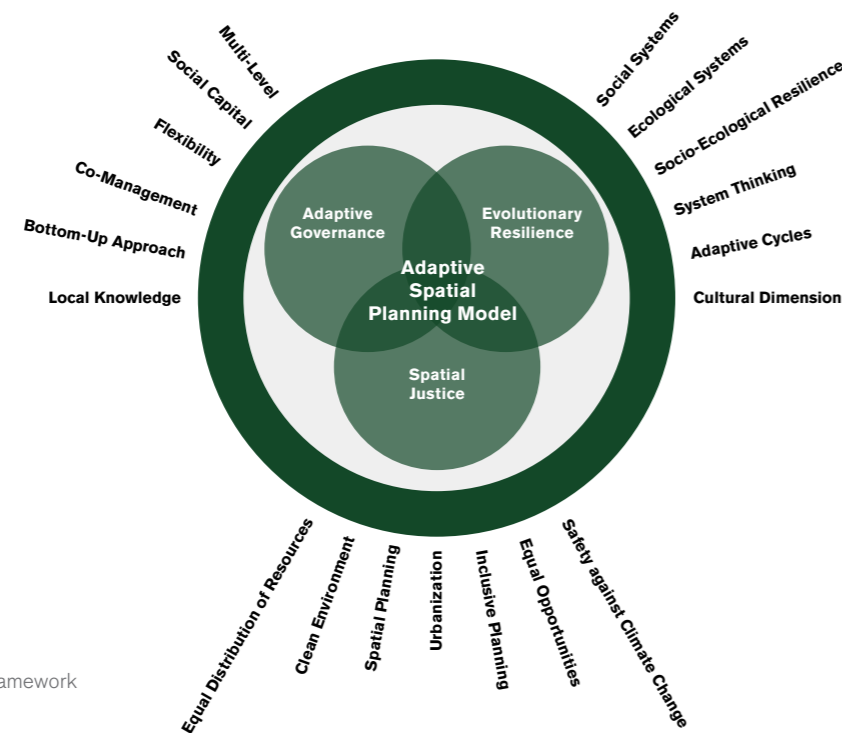 Multi-Level
Social Capital
Flexibility
Co-Management
Bottom-Up Approach
Local Knowledge
Social Systems
Ecological Systems
Socio-Ecological Resilience
System Thinking
Adaptive Cycles
Cultural Dimension
Adaptive
Governance
Evolutionary
Resilience
Adaptive
Spatial
Planning Model
Spatial
Justice
Equal Distribution of Resources
Clean Environment
Spatial Planning
Urbanization
Inclusive Planning
Equal Opportunities
Safety against Climate Change